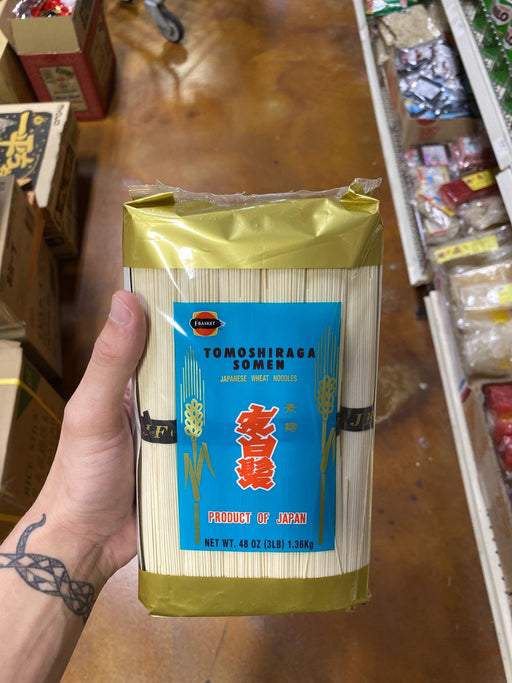 J-BASKET
TOMOSHIRAGA
SOMEN
JAPANESE WHEAT NOODLES
素麺
友白髪
PRODUCT OF JAPAN
NET WT. 48 OZ (3LB) 1.36Kg